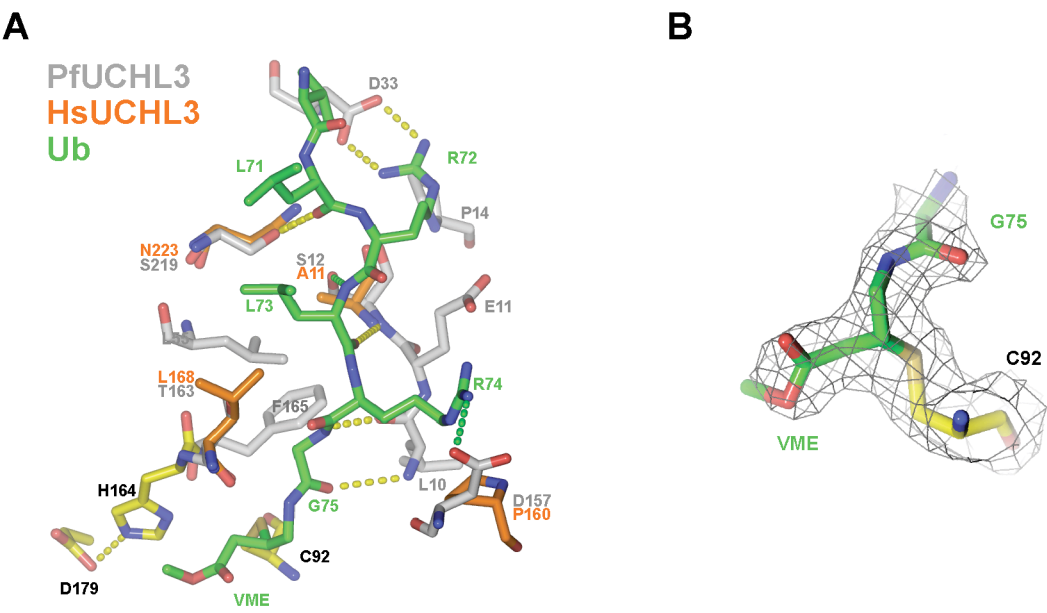 A
B
PfUCHL3
HsUCHL3
Ub
D33
L71
R72
P14
N223
S219
S12
A11
L73
E11
L168
T163
F165
R74
H164
L10
G75
D157
P160
C92
D179
VME
G75
C92
VME